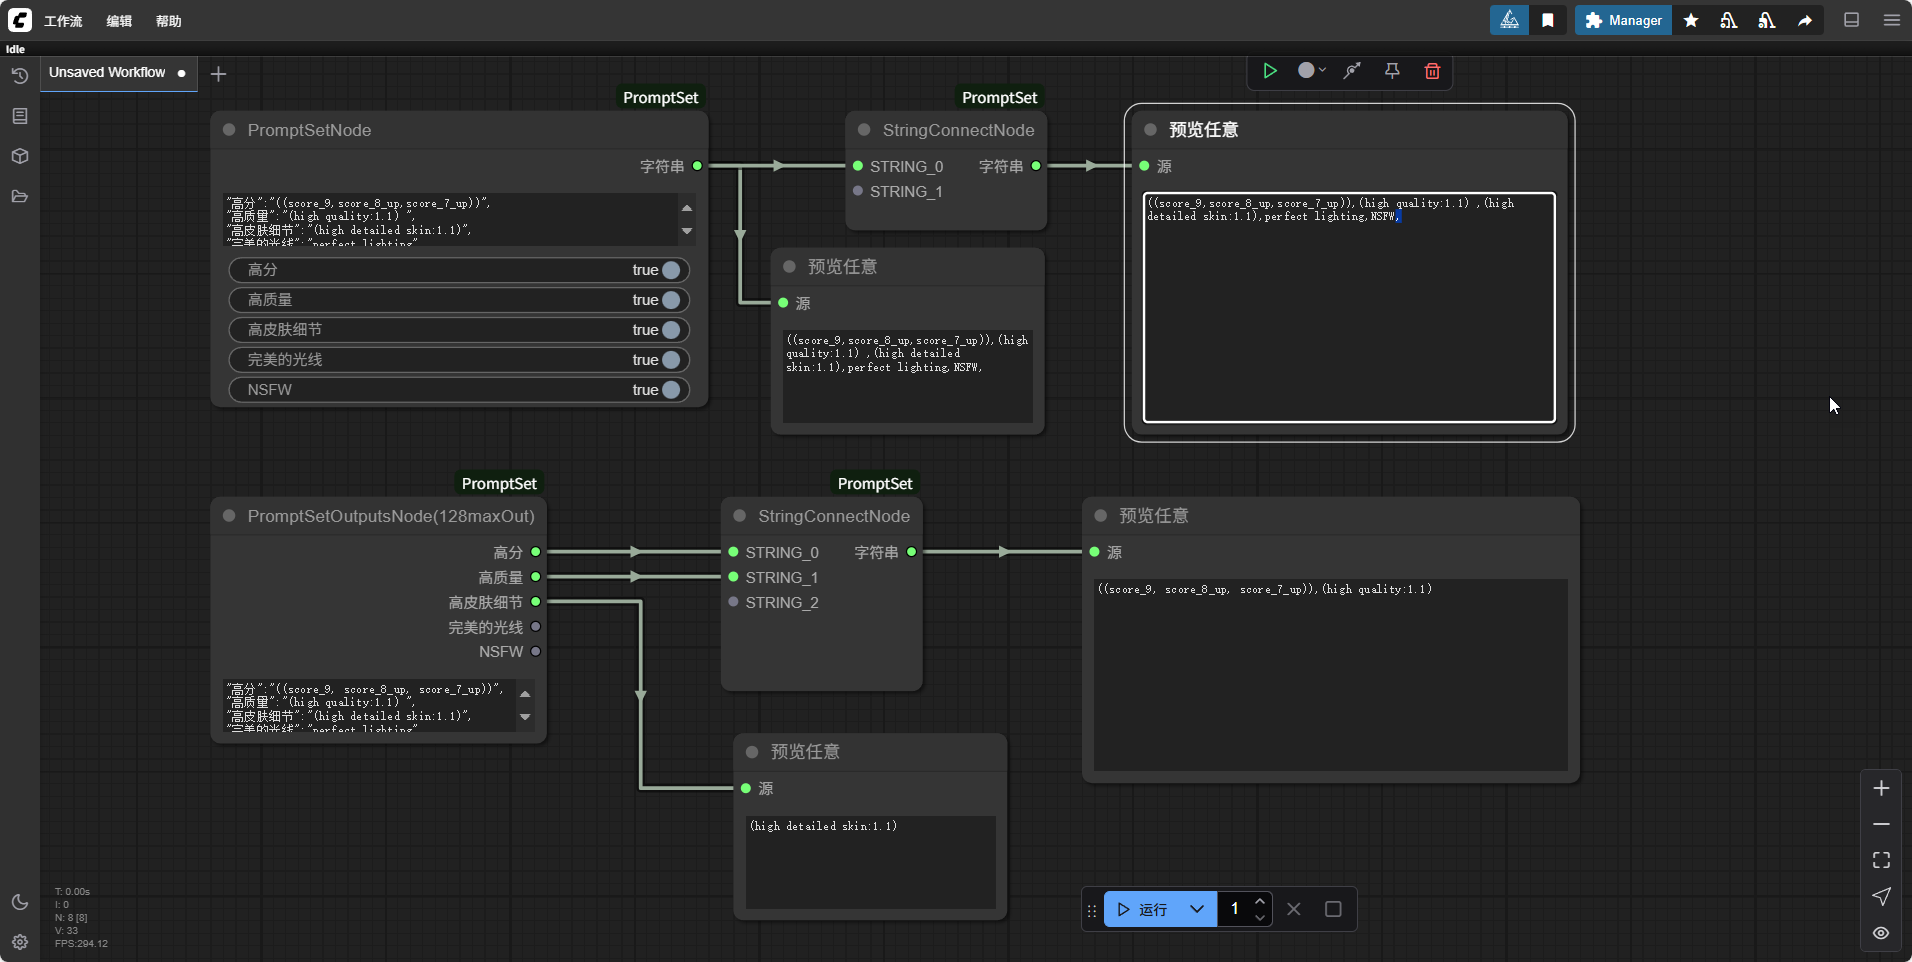 工作流 编辑 帮助
Manager
Idle
Unsaved Workflow
PromptSet
PromptSetNode
字符串
"高分":"((score_9,score_8_up,score_7_up))",
"高质量":"(high quality:1.1) ",
"高皮肤细节":"(high detailed skin:1.1)",
"完美的光线":"perfect lighting"
高分 true
高质量 true
高皮肤细节 true
完美的光线 true
NSFW true
PromptSet
StringConnectNode
STRING_0 字符串
STRING_1
预览任意
源
((score_9,score_8_up,score_7_up)),(high
quality:1.1) ,(high detailed
skin:1.1),perfect lighting,NSFW,
预览任意
源
((score_9,score_8_up,score_7_up)),(high quality:1.1) ,(high
detailed skin:1.1),perfect lighting,NSFW,
PromptSet
PromptSetOutputsNode(128maxOut)
高分
高质量
高皮肤细节
完美的光线
NSFW
"高分":"((score_9, score_8_up, score_7_up))",
"高质量":"(high quality:1.1) ",
"高皮肤细节":"(high detailed skin:1.1)",
"完美的光线":"perfect lighting"
PromptSet
StringConnectNode
STRING_0 字符串
STRING_1
STRING_2
预览任意
源
((score_9, score_8_up, score_7_up)),(high quality:1.1)
预览任意
源
(high detailed skin:1.1)
T: 0.00s
I: 0
N: 8 [8]
V: 33
FPS:294.12
运行 1